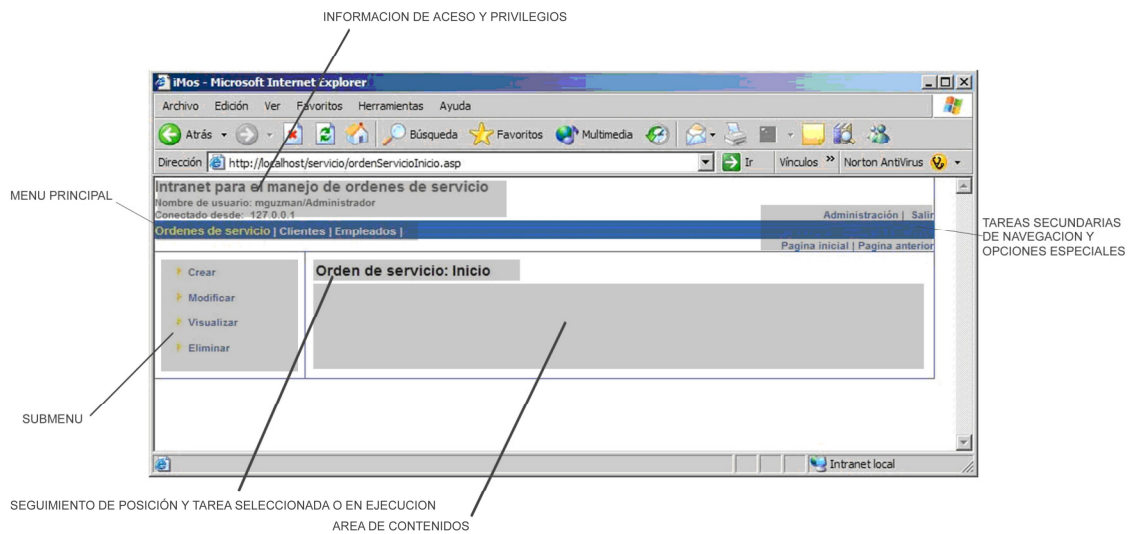 INFORMACION DE ACESO Y PRIVILEGIOS
iMos - Microsoft Internet Explorer
Archivo Edición Ver Favoritos Herramientas Ayuda
Atrás Búsqueda Favoritos Multimedia
Dirección http://localhost/servicio/ordenServicioInicio.asp Ir Vínculos » Norton AntiVirus
MENU PRINCIPAL
Intranet para el manejo de ordenes de servicio
Nombre de usuario: mguzman/Administrador
Conectado desde: 127.0.0.1
Administración | Salir
Ordenes de servicio | Clientes | Empleados |
Pagina inicial | Pagina anterior
TAREAS SECUNDARIAS
DE NAVEGACION Y
OPCIONES ESPECIALES
Crear
Modificar
Visualizar
Eliminar
Orden de servicio: Inicio
SUBMENU
Intranet local
SEGUIMIENTO DE POSICIÓN Y TAREA SELECCIONADA O EN EJECUCION
AREA DE CONTENIDOS